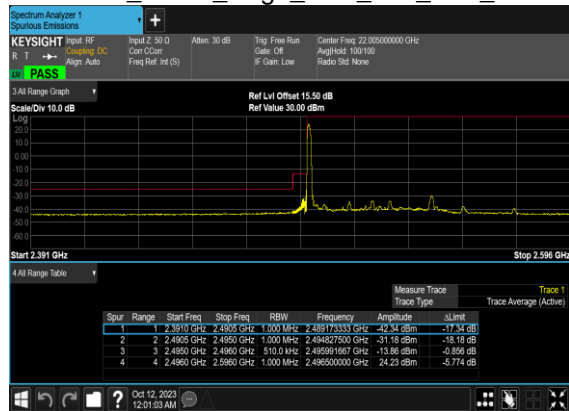 Spectrum Analyzer 1
Spurious Emissions
+
KEYSIGHT Input: RF Input Z: 50 Ω Atten: 30 dB Trig: Free Run Center Freq: 22.005000000 GHz
R T Coupling: DC Corr CCorr Gate: Off Avg|Hold: 100/100
Align: Auto Freq Ref: Int (S) IF Gain: Low Radio Std: None
PASS
3 All Range Graph
Ref Lvl Offset 15.50 dB
Scale/Div 10.0 dB Ref Value 30.00 dBm
Log
20.0
10.0
0.00
-10.0
-20.0
-30.0
-40.0
-50.0
-60.0
Start 2.391 GHz Stop 2.596 GHz
4 All Range Table
Measure Trace Trace 1
Trace Type Trace Average (Active)
Spur Range Start Freq Stop Freq RBW Frequency Amplitude ΔLimit
1 1 2.3910 GHz 2.4905 GHz 1.000 MHz 2.489173333 GHz -42.34 dBm -17.34 dB
2 2 2.4905 GHz 2.4950 GHz 1.000 MHz 2.494827500 GHz -31.18 dBm -18.18 dB
3 3 2.4950 GHz 2.4960 GHz 510.0 kHz 2.495991667 GHz -13.86 dBm -0.856 dB
4 4 2.4960 GHz 2.5960 GHz 1.000 MHz 2.496500000 GHz 24.23 dBm -5.774 dB
? Oct 12, 2023
12:01:03 AM